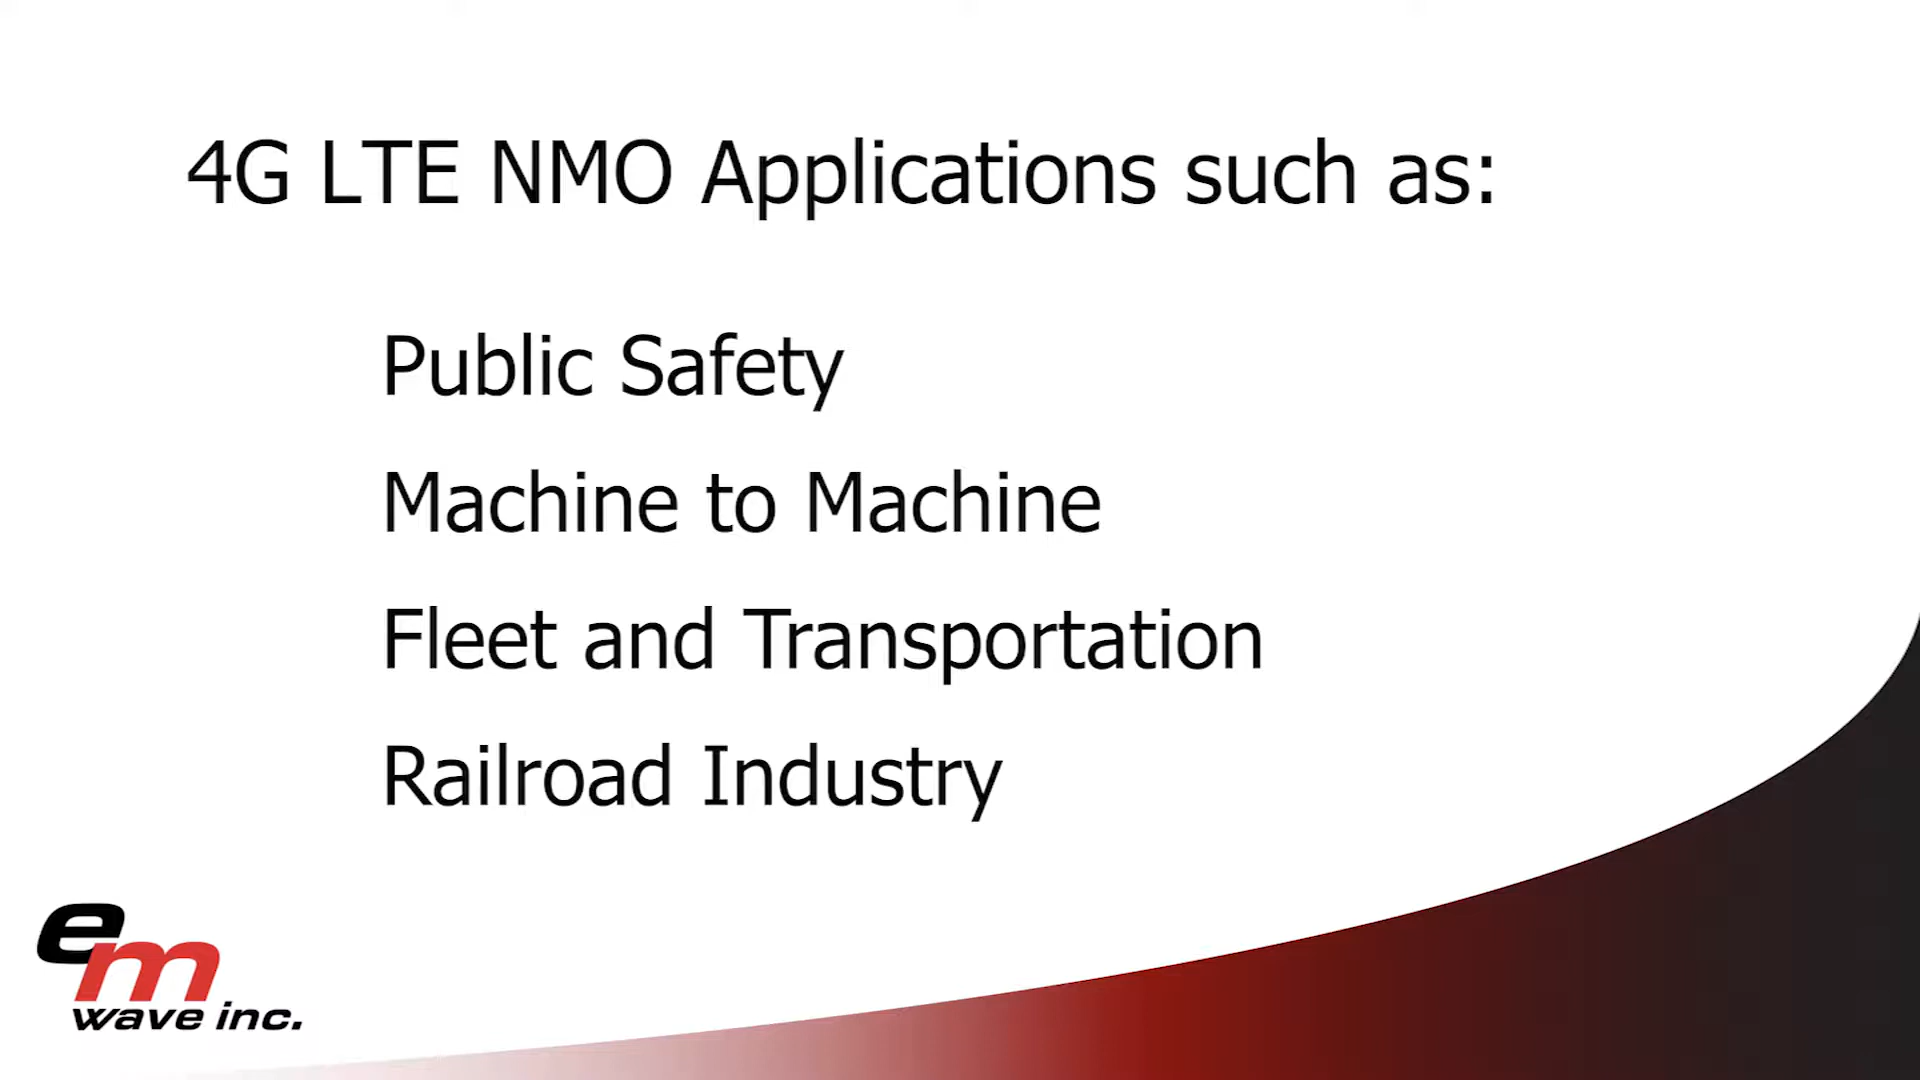 4G LTE NMO Applications such as:
Public Safety
Machine to Machine
Fleet and Transportation
Railroad Industry
em
wave inc.